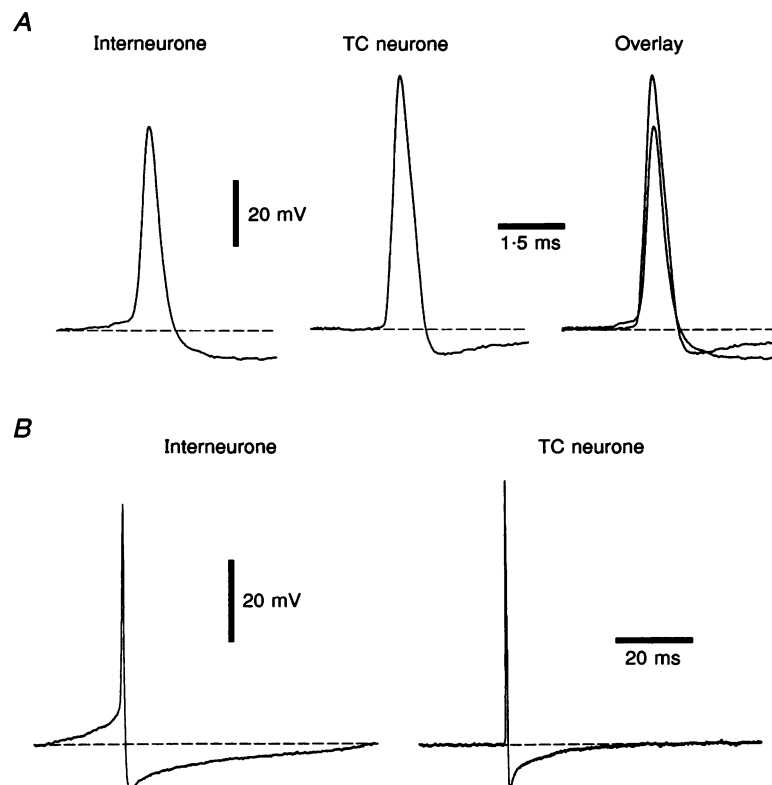 A
Interneurone
TC neurone
Overlay
20 mV
1·5 ms
B
Interneurone
TC neurone
20 mV
20 ms